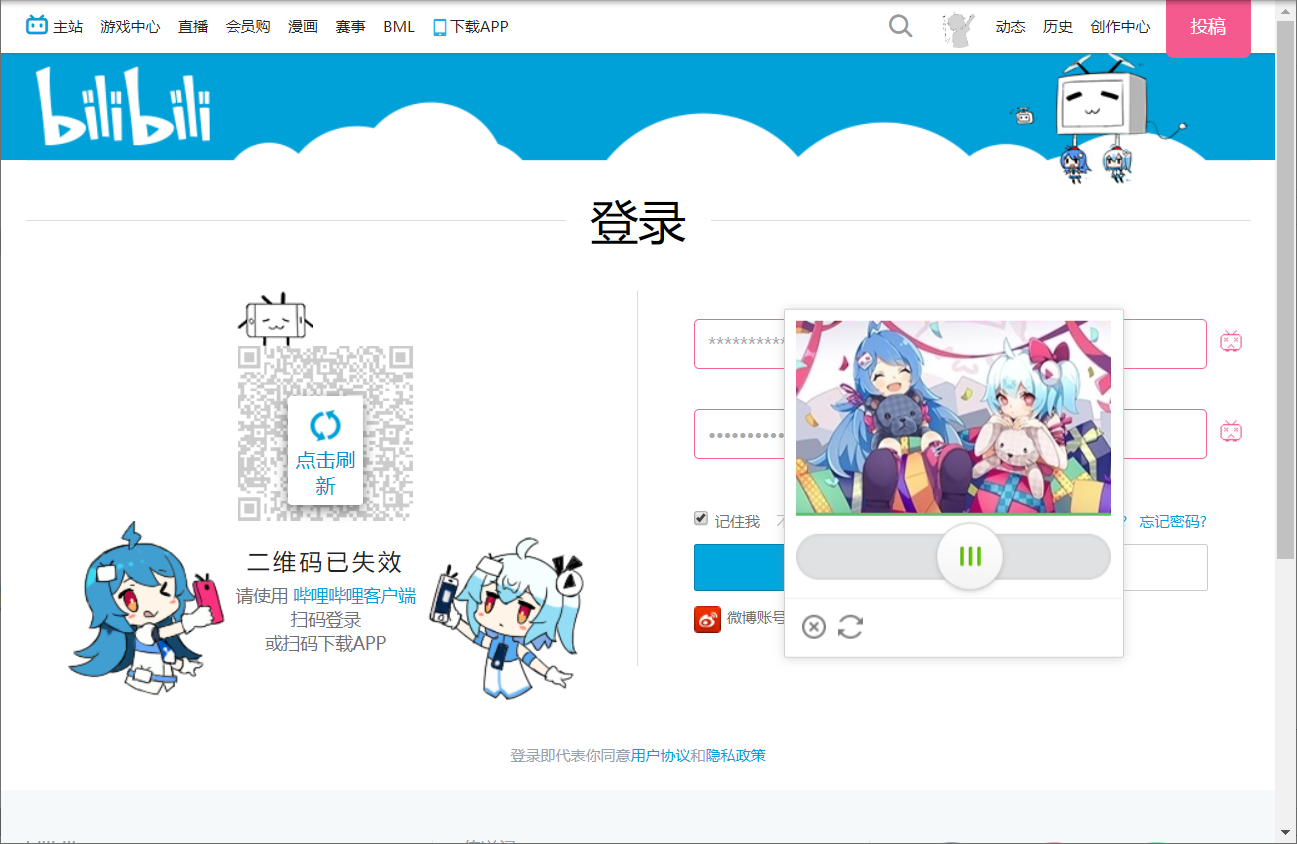 主站 游戏中心 直播 会员购 漫画 赛事 BML 下载APP 动态 历史 创作中心 投稿
bilibili
登录
点击刷
新
二维码已失效
请使用 哔哩哔哩客户端
扫码登录
或扫码下载APP
***********
•••••••••••
记住我 ? 忘记密码?
微博账号
登录即代表你同意用户协议和隐私政策